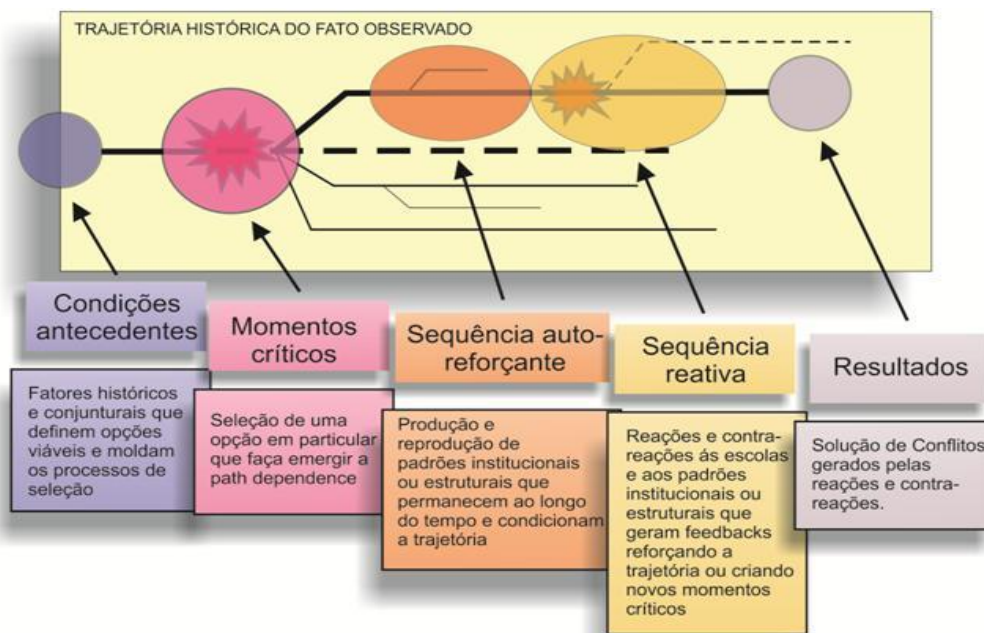 TRAJETÓRIA HISTÓRICA DO FATO OBSERVADO
Condições
antecedentes
Fatores históricos
e conjunturais que
definem opções
viáveis e moldam
os processos de
seleção
Momentos
críticos
Seleção de uma
opção em particular
que faça emergir a
path dependence
Sequência auto-
reforçante
Produção e
reprodução de
padrões institucionais
ou estruturais que
permanecem ao longo
do tempo e condicionam
a trajetória
Sequência
reativa
Reações e contra-
reações ás escolas
e aos padrões
institucionais ou
estruturais que
geram feedbacks
reforçando a
trajetória ou criando
novos momentos
críticos
Resultados
Solução de Conflitos
gerados pelas
reações e contra-
reações.